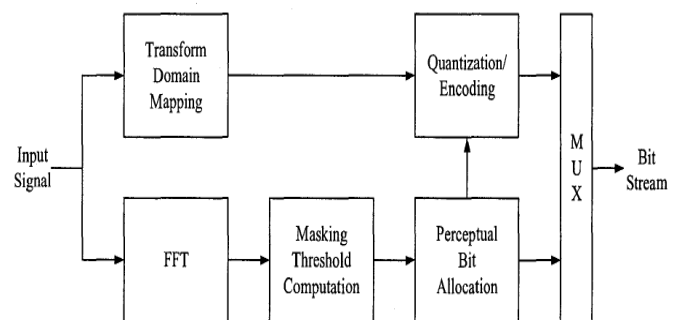 Transform
Domain
Mapping
Quantization/
Encoding
Input
Signal
M
U
X
Bit
Stream
FFT
Masking
Threshold
Computation
Perceptual
Bit
Allocation